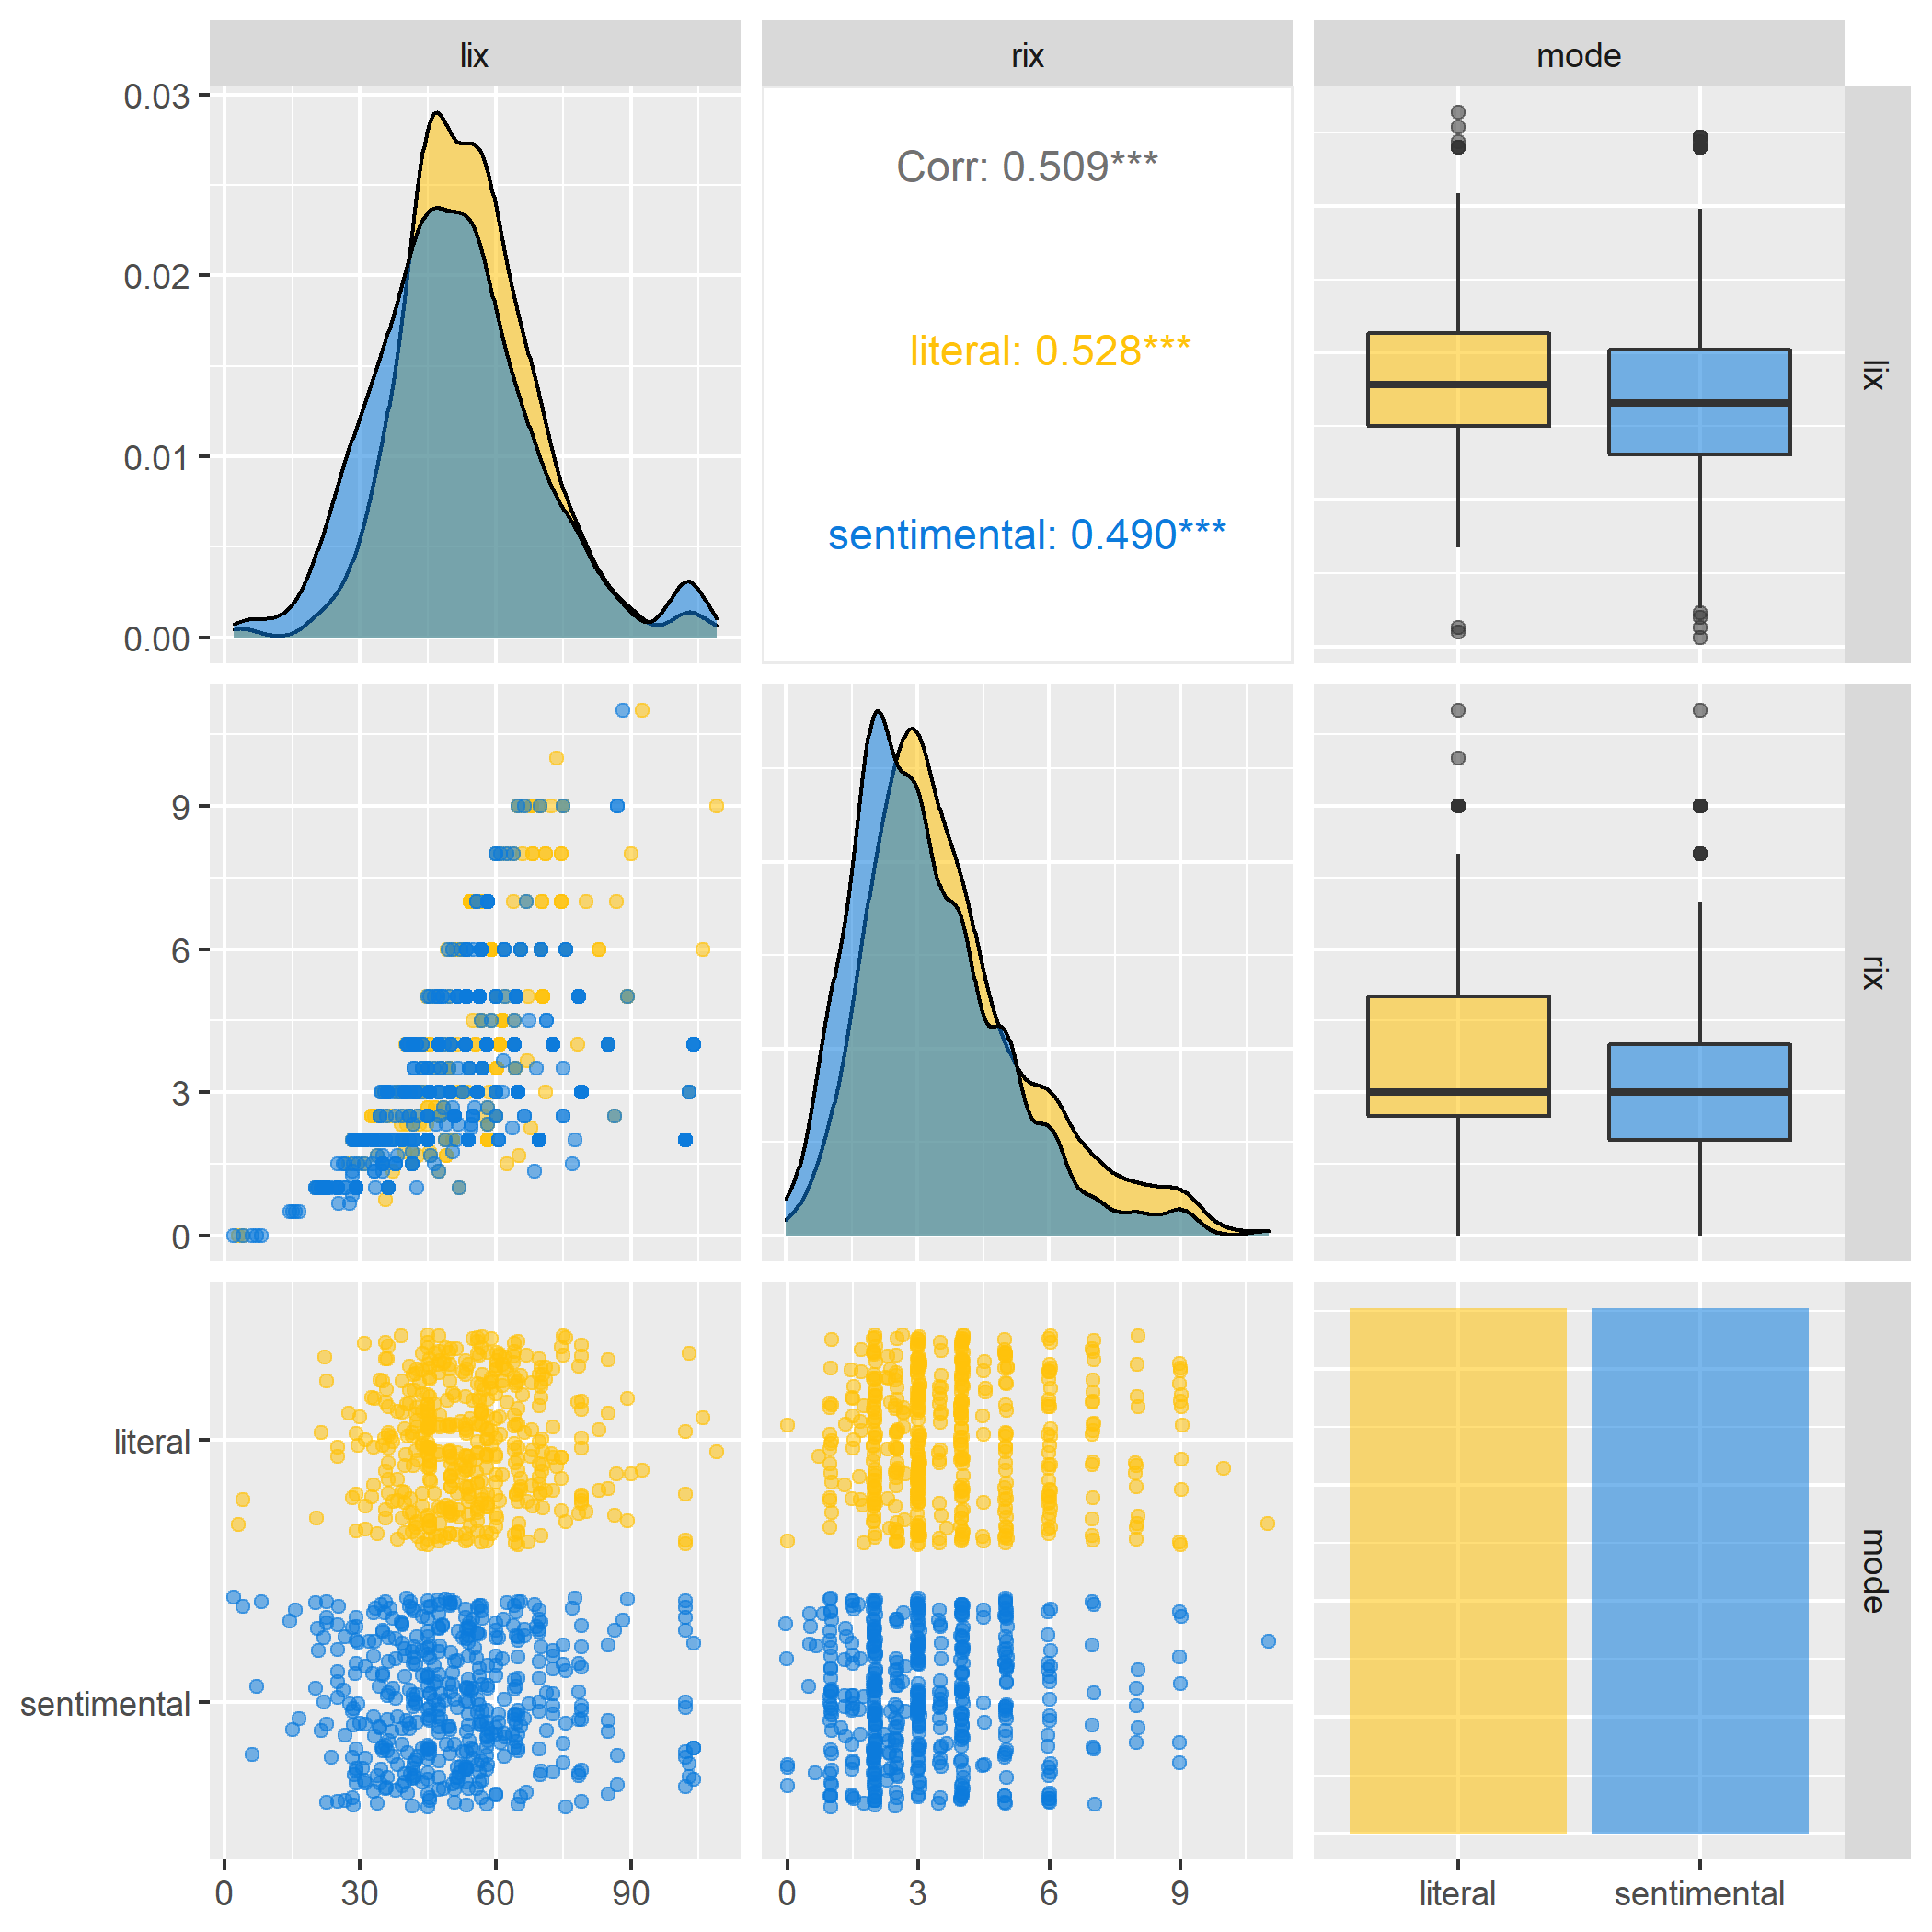 lix rix mode
0.03
0.02
0.01
0.00
Corr: 0.509***
literal: 0.528***
sentimental: 0.490***
lix
9
6
3
0
rix
literal
sentimental
mode
0 30 60 90 0 3 6 9 literal sentimental